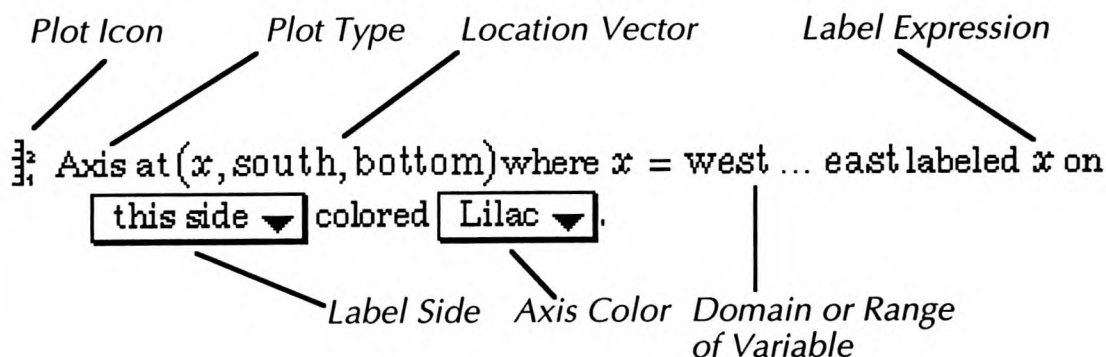 Plot Icon Plot Type Location Vector Label Expression
Axis at (x, south, bottom) where x = west ... east labeled x on
this side ▼ colored Lilac ▼.
Label Side Axis Color Domain or Range
of Variable